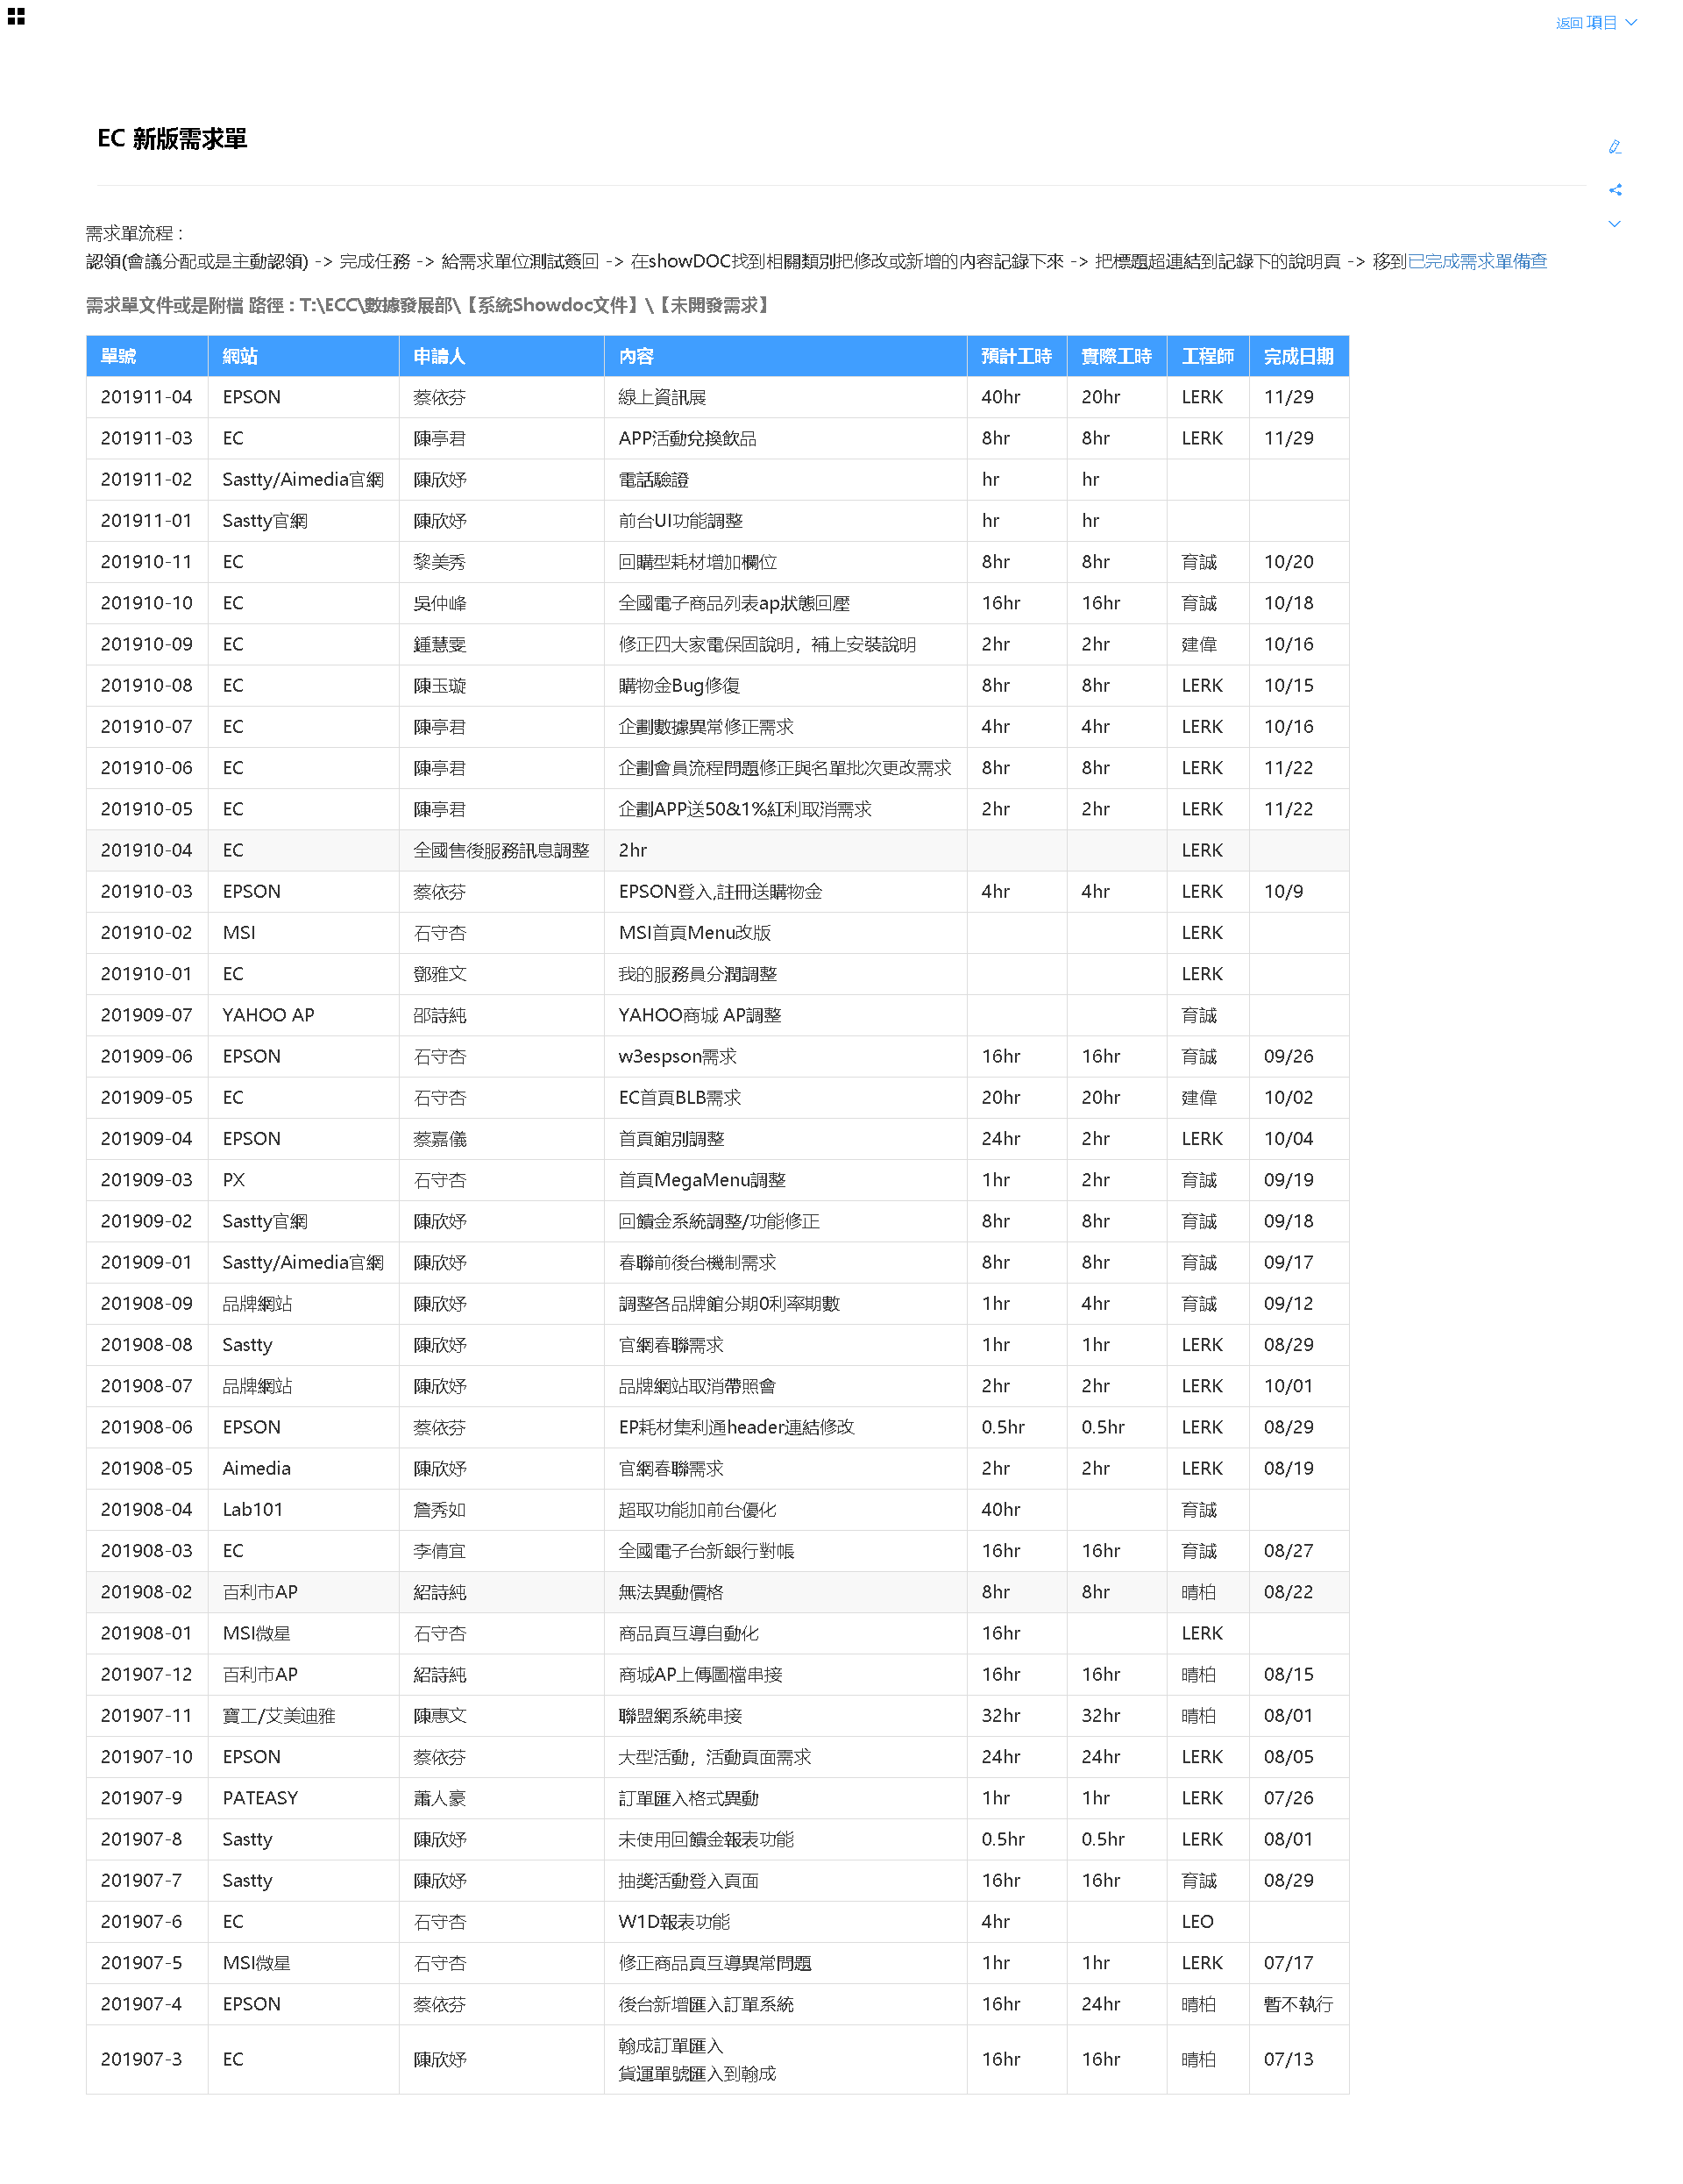 返回 項目
EC 新版需求單
需求單流程 :
認領(會議分配或是主動認領) -> 完成任務 -> 給需求單位測試簽回 -> 在showDOC找到相關類別把修改或新增的內容記錄下來 -> 把標題超連結到記錄下的說明頁 -> 移到已完成需求單備查
需求單文件或是附檔 路徑 : T:\ECC\數據發展部\【系統Showdoc文件】\【未開發需求】
單號 網站 申請人 內容 預計工時 實際工時 工程師 完成日期
201911-04 EPSON 蔡依芬 線上資訊展 40hr 20hr LERK 11/29
201911-03 EC 陳亭君 APP活動兌換飲品 8hr 8hr LERK 11/29
201911-02 Sastty/Aimedia官網 陳欣妤 電話驗證 hr hr
201911-01 Sastty官網 陳欣妤 前台UI功能調整 hr hr
201910-11 EC 黎美秀 回購型耗材增加欄位 8hr 8hr 育誠 10/20
201910-10 EC 吳仲峰 全國電子商品列表ap狀態回壓 16hr 16hr 育誠 10/18
201910-09 EC 鍾慧雯 修正四大家電保固說明，補上安裝說明 2hr 2hr 建偉 10/16
201910-08 EC 陳玉璇 購物金Bug修復 8hr 8hr LERK 10/15
201910-07 EC 陳亭君 企劃數據異常修正需求 4hr 4hr LERK 10/16
201910-06 EC 陳亭君 企劃會員流程問題修正與名單批次更改需求 8hr 8hr LERK 11/22
201910-05 EC 陳亭君 企劃APP送50&1%紅利取消需求 2hr 2hr LERK 11/22
201910-04 EC 全國售後服務訊息調整 2hr LERK
201910-03 EPSON 蔡依芬 EPSON登入,註冊送購物金 4hr 4hr LERK 10/9
201910-02 MSI 石守杏 MSI首頁Menu改版 LERK
201910-01 EC 鄧雅文 我的服務員分潤調整 LERK
201909-07 YAHOO AP 邵詩純 YAHOO商城 AP調整 育誠
201909-06 EPSON 石守杏 w3espson需求 16hr 16hr 育誠 09/26
201909-05 EC 石守杏 EC首頁BLB需求 20hr 20hr 建偉 10/02
201909-04 EPSON 蔡嘉儀 首頁館別調整 24hr 2hr LERK 10/04
201909-03 PX 石守杏 首頁MegaMenu調整 1hr 2hr 育誠 09/19
201909-02 Sastty官網 陳欣妤 回饋金系統調整/功能修正 8hr 8hr 育誠 09/18
201909-01 Sastty/Aimedia官網 陳欣妤 春聯前後台機制需求 8hr 8hr 育誠 09/17
201908-09 品牌網站 陳欣妤 調整各品牌館分期0利率期數 1hr 4hr 育誠 09/12
201908-08 Sastty 陳欣妤 官網春聯需求 1hr 1hr LERK 08/29
201908-07 品牌網站 陳欣妤 品牌網站取消帶照會 2hr 2hr LERK 10/01
201908-06 EPSON 蔡依芬 EP耗材集利通header連結修改 0.5hr 0.5hr LERK 08/29
201908-05 Aimedia 陳欣妤 官網春聯需求 2hr 2hr LERK 08/19
201908-04 Lab101 詹秀如 超取功能加前台優化 40hr 育誠
201908-03 EC 李倩宜 全國電子台新銀行對帳 16hr 16hr 育誠 08/27
201908-02 百利市AP 紹詩純 無法異動價格 8hr 8hr 晴柏 08/22
201908-01 MSI微星 石守杏 商品頁互導自動化 16hr LERK
201907-12 百利市AP 紹詩純 商城AP上傳圖檔串接 16hr 16hr 晴柏 08/15
201907-11 寶工/艾美迪雅 陳惠文 聯盟網系統串接 32hr 32hr 晴柏 08/01
201907-10 EPSON 蔡依芬 大型活動，活動頁面需求 24hr 24hr LERK 08/05
201907-9 PATEASY 蕭人豪 訂單匯入格式異動 1hr 1hr LERK 07/26
201907-8 Sastty 陳欣妤 未使用回饋金報表功能 0.5hr 0.5hr LERK 08/01
201907-7 Sastty 陳欣妤 抽獎活動登入頁面 16hr 16hr 育誠 08/29
201907-6 EC 石守杏 W1D報表功能 4hr LEO
201907-5 MSI微星 石守杏 修正商品頁互導異常問題 1hr 1hr LERK 07/17
201907-4 EPSON 蔡依芬 後台新增匯入訂單系統 16hr 24hr 晴柏 暫不執行
201907-3 EC 陳欣妤 翰成訂單匯入 16hr 16hr 晴柏 07/13
貨運單號匯入到翰成